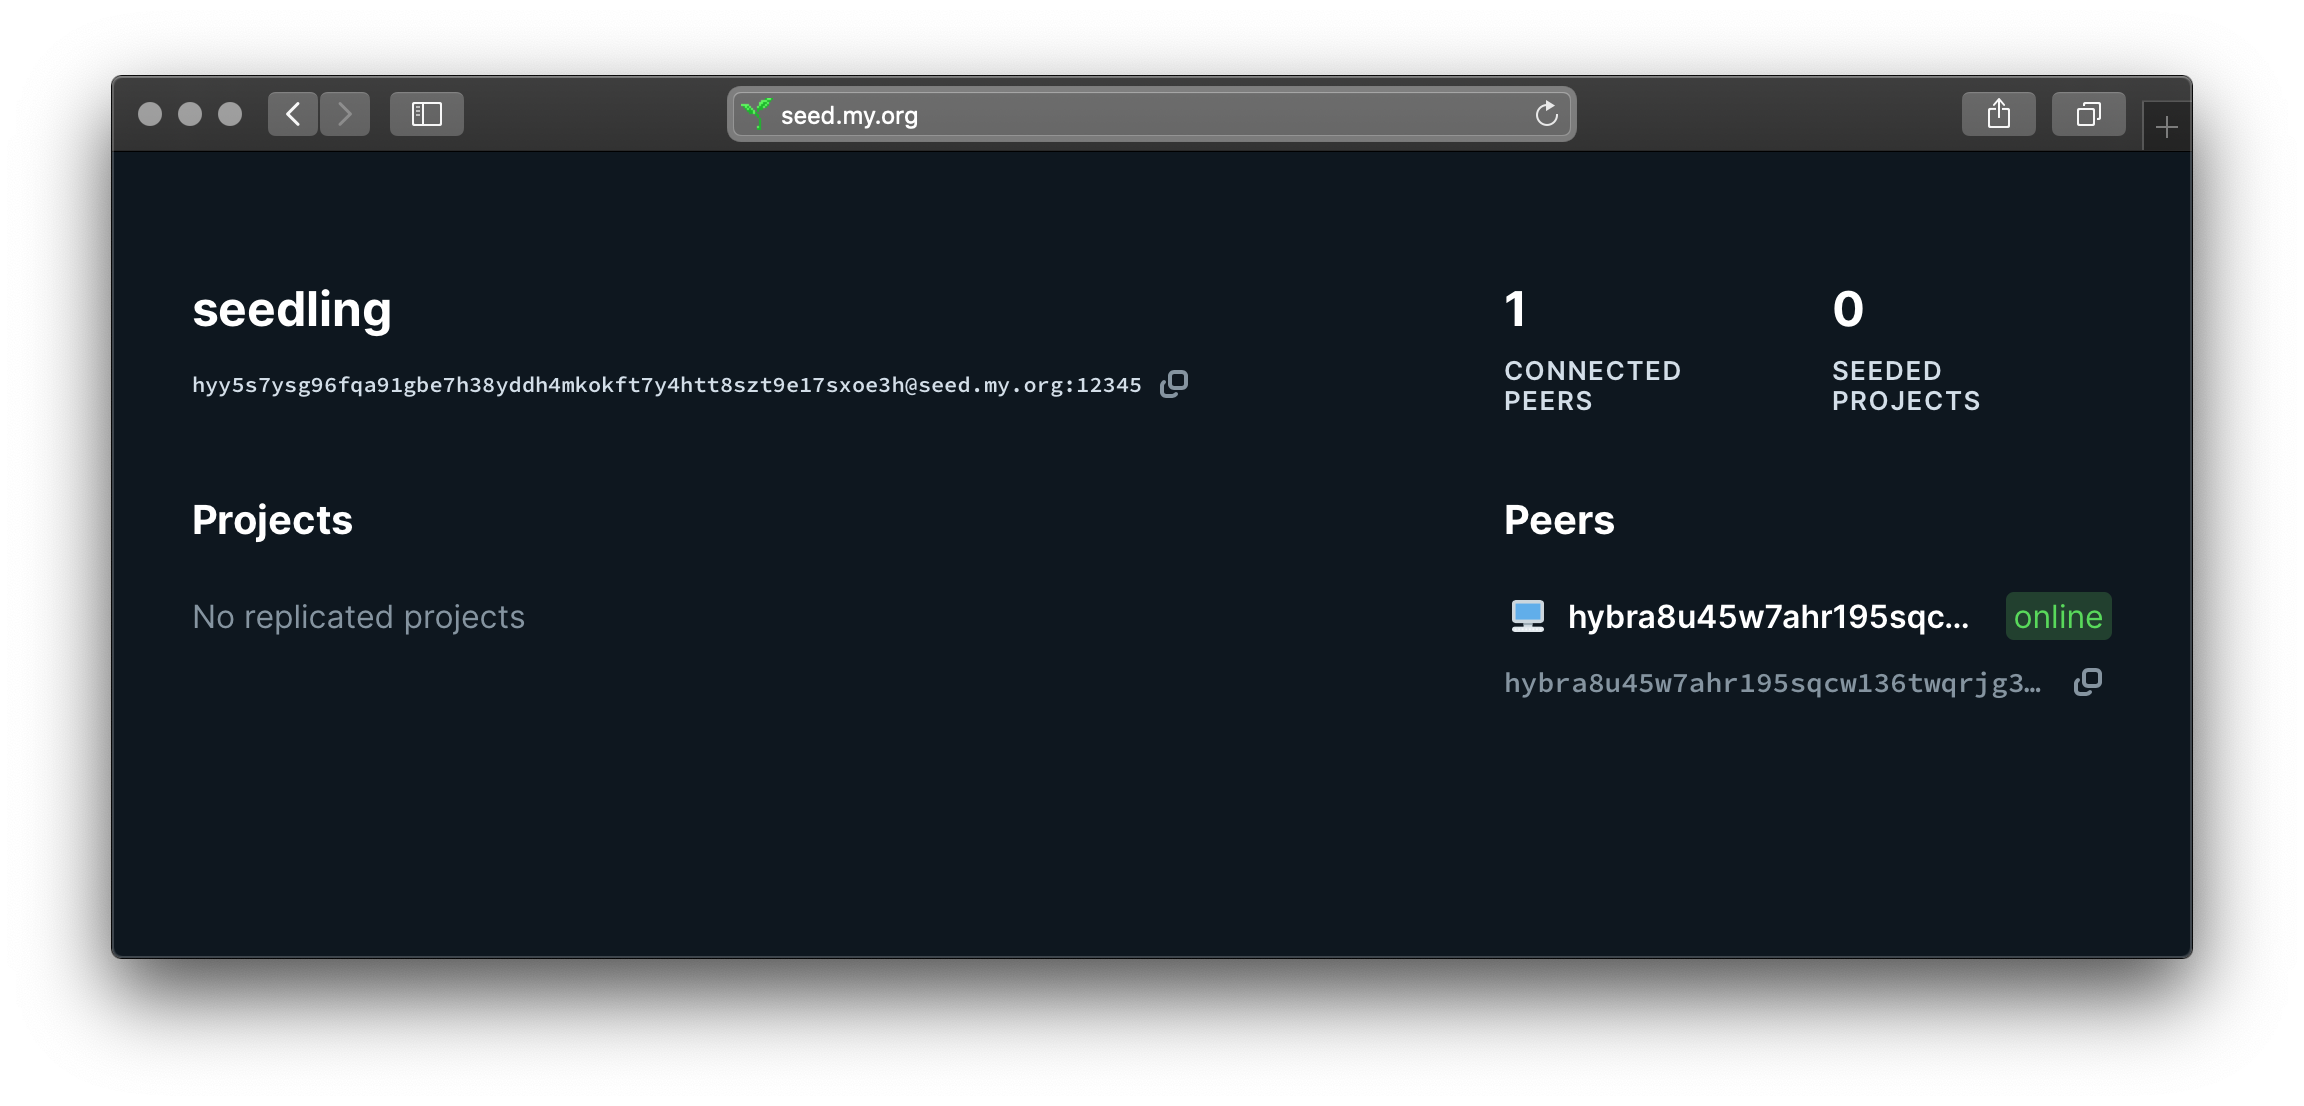 seed.my.org
seedling
hyy5s7ysg96fqa91gbe7h38yddh4mkokft7y4htt8szt9e17sxoe3h@seed.my.org:12345
1
CONNECTED
PEERS
0
SEEDED
PROJECTS
Projects
No replicated projects
Peers
hybra8u45w7ahr195sqc... online
hybra8u45w7ahr195sqcw136twqrjg3…